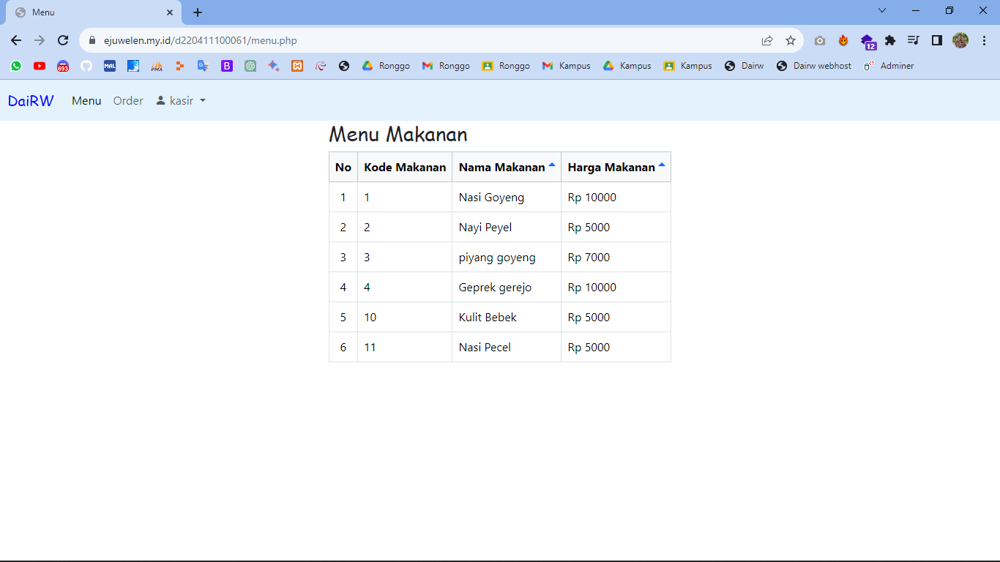 Menu
ejuwelen.my.id/d220411100061/menu.php
12
693 MAL PMA B Ronggo Ronggo Ronggo Kampus Kampus Kampus Dairw Dairw webhost Adminer
DaiRW Menu Order kasir
Menu Makanan
No Kode Makanan Nama Makanan Harga Makanan
1 1 Nasi Goyeng Rp 10000
2 2 Nayi Peyel Rp 5000
3 3 piyang goyeng Rp 7000
4 4 Geprek gerejo Rp 10000
5 10 Kulit Bebek Rp 5000
6 11 Nasi Pecel Rp 5000